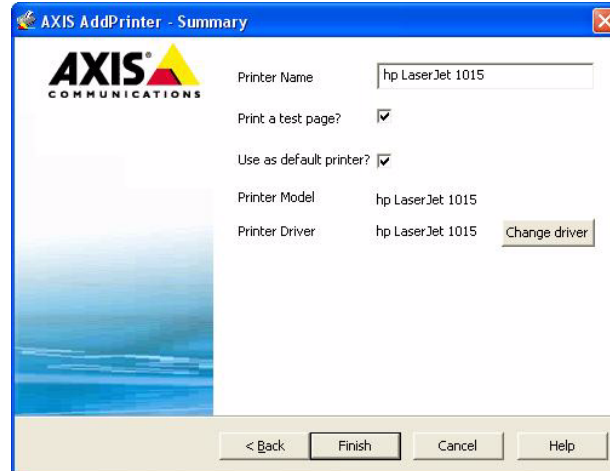 AXIS AddPrinter - Summary
AXIS
COMMUNICATIONS
Printer Name hp LaserJet 1015
Print a test page?
Use as default printer?
Printer Model hp LaserJet 1015
Printer Driver hp LaserJet 1015 Change driver
< Back Finish Cancel Help